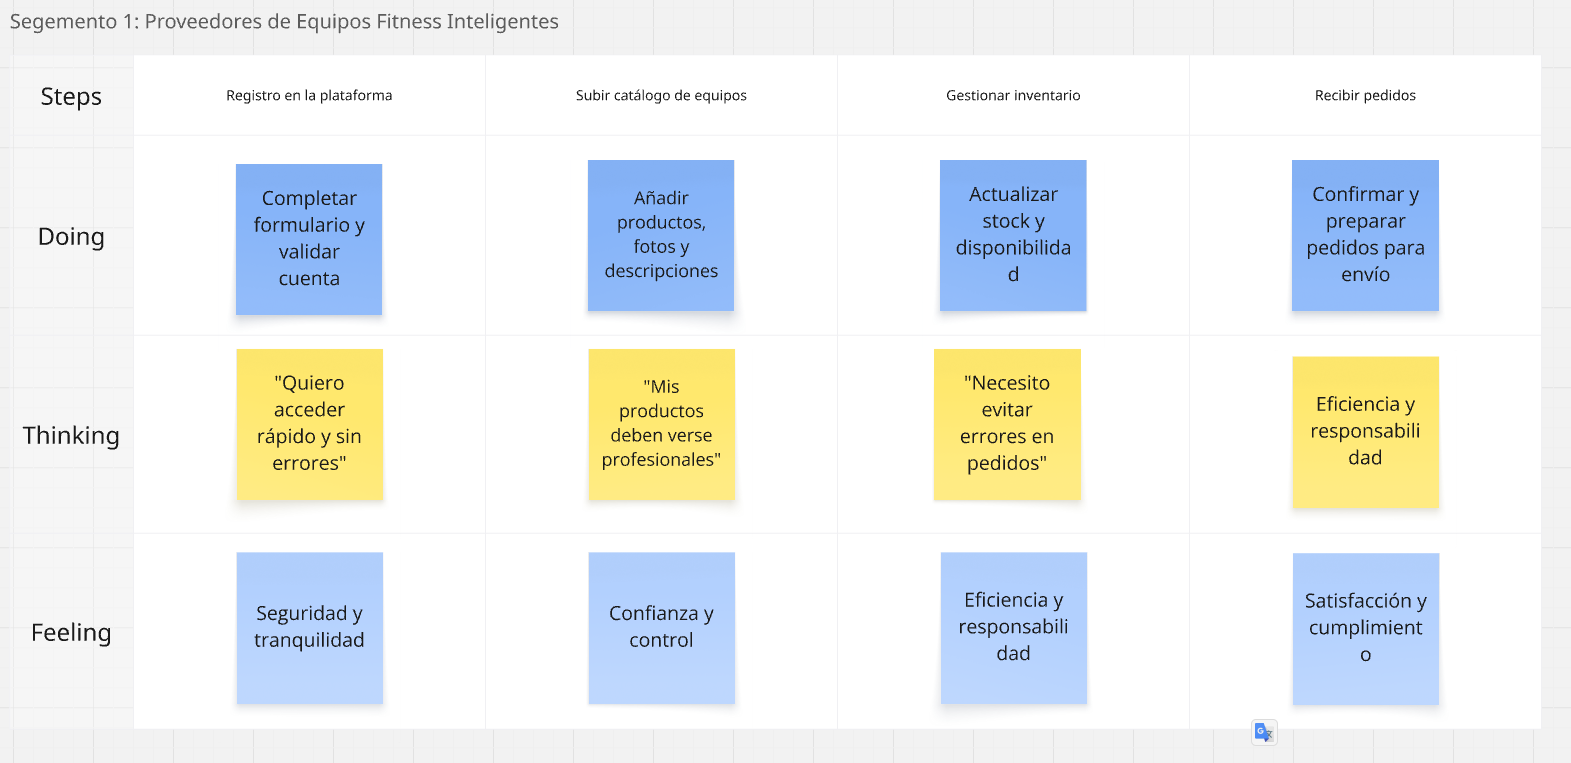 Segemento 1: Proveedores de Equipos Fitness Inteligentes
Steps
Registro en la plataforma
Subir catálogo de equipos
Gestionar inventario
Recibir pedidos
Doing
Completar
formulario y
validar
cuenta
Añadir
productos,
fotos y
descripciones
Actualizar
stock y
disponibilida
d
Confirmar y
preparar
pedidos para
envío
Thinking
"Quiero
acceder
rápido y sin
errores"
"Mis
productos
deben verse
profesionales"
"Necesito
evitar
errores en
pedidos"
Eficiencia y
responsabili
dad
Feeling
Seguridad y
tranquilidad
Confianza y
control
Eficiencia y
responsabili
dad
Satisfacción y
cumplimient
o